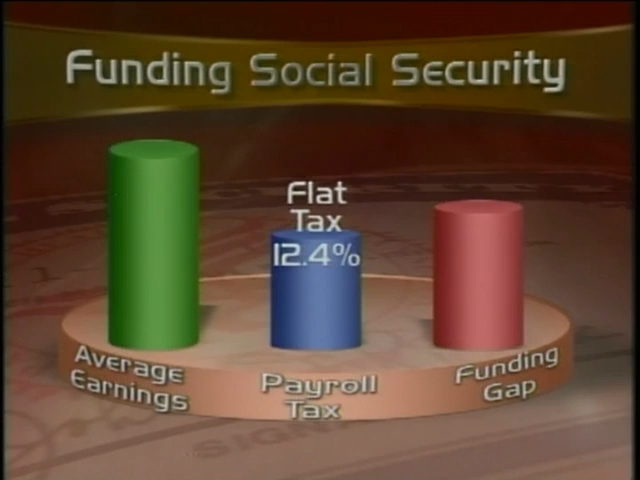 Funding Social Security
Flat
Tax
12.4%
Average
Earnings
Payroll
Tax
Funding
Gap